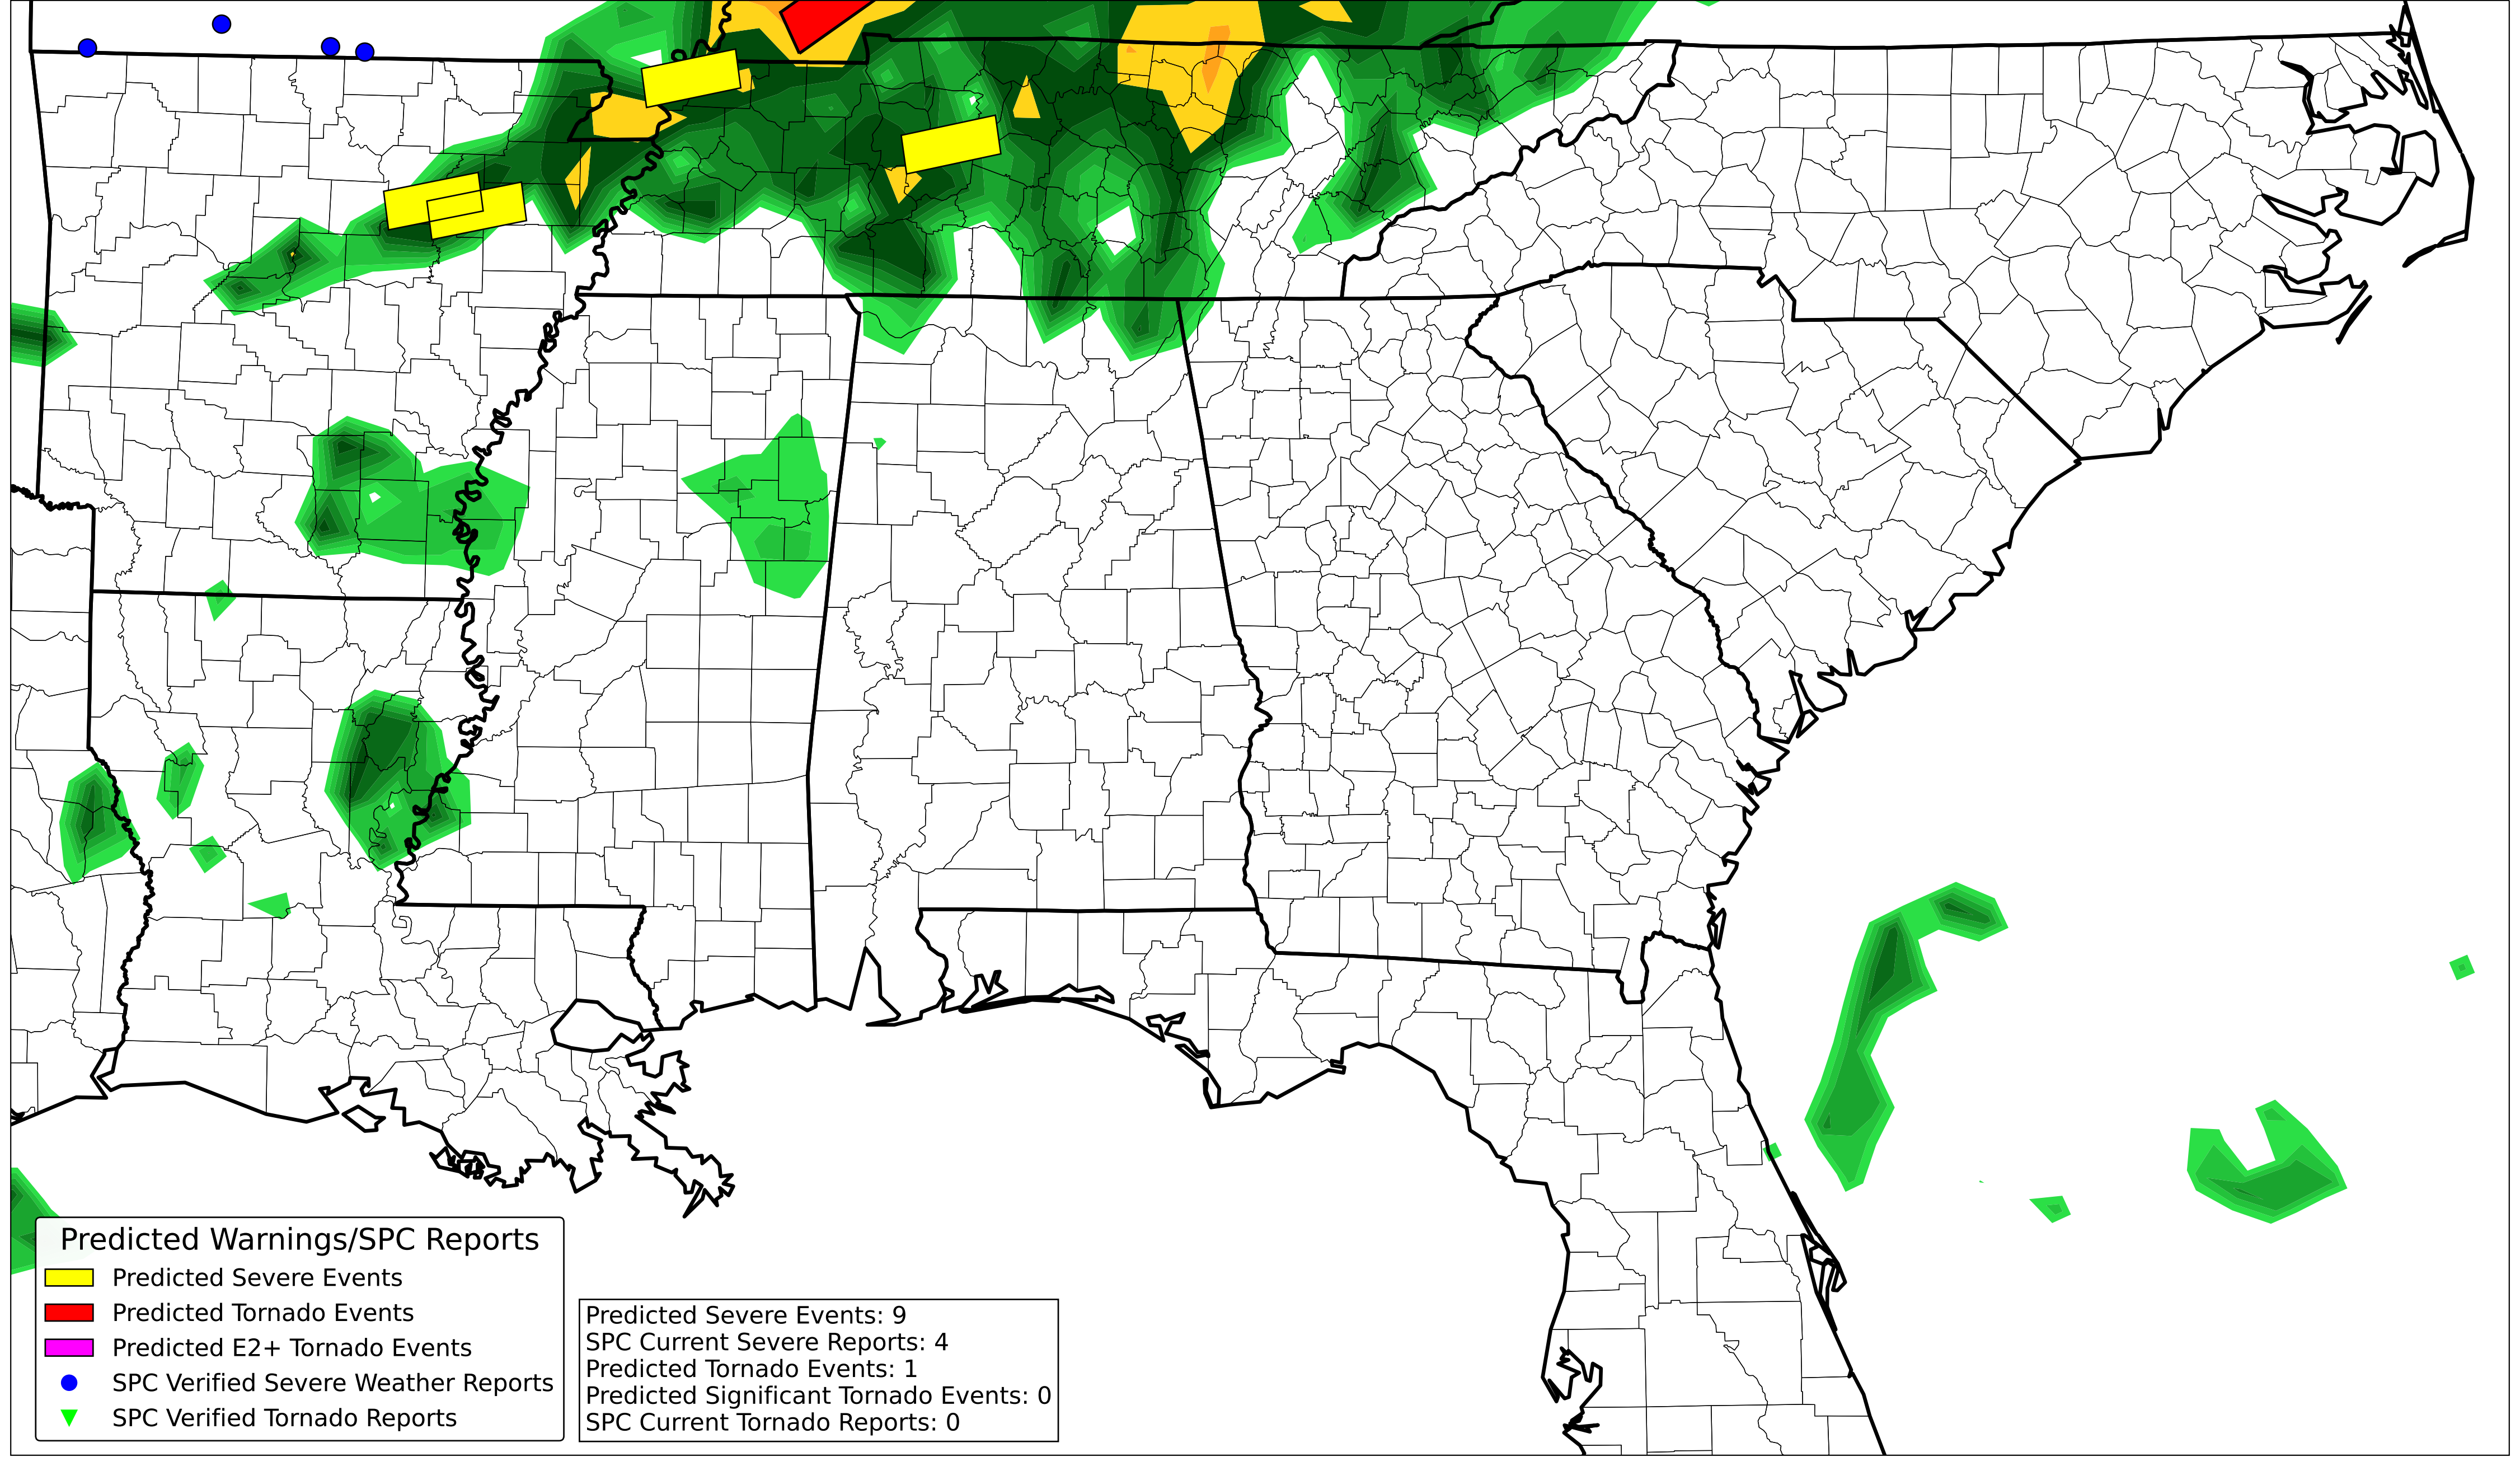 Predicted Warnings/SPC Reports
Predicted Severe Events
Predicted Tornado Events
Predicted E2+ Tornado Events
SPC Verified Severe Weather Reports
SPC Verified Tornado Reports
Predicted Severe Events: 9
SPC Current Severe Reports: 4
Predicted Tornado Events: 1
Predicted Significant Tornado Events: 0
SPC Current Tornado Reports: 0